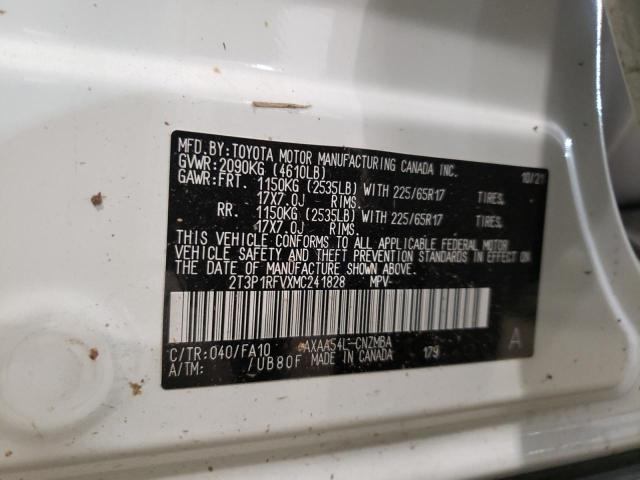 MFD.BY:TOYOTA MOTOR MANUFACTURING CANADA INC.
GVWR:2090KG (4610LB) 10/21
GAWR:FRT. 1150KG (2535LB) WITH 225/65R17 TIRES,
17X7.0J RIMS,
RR. 1150KG (2535LB) WITH 225/65R17 TIRES,
17X7.0J RIMS.
THIS VEHICLE CONFORMS TO ALL APPLICABLE FEDERAL MOTOR
VEHICLE SAFETY AND THEFT PREVENTION STANDARDS IN EFFECT ON
THE DATE OF MANUFACTURE SHOWN ABOVE.
2T3P1RFVXMC241828 MPV
C/TR:040/FA10 AXAA54L-CNZMBA A
A/TM: /UB80F MADE IN CANADA 179